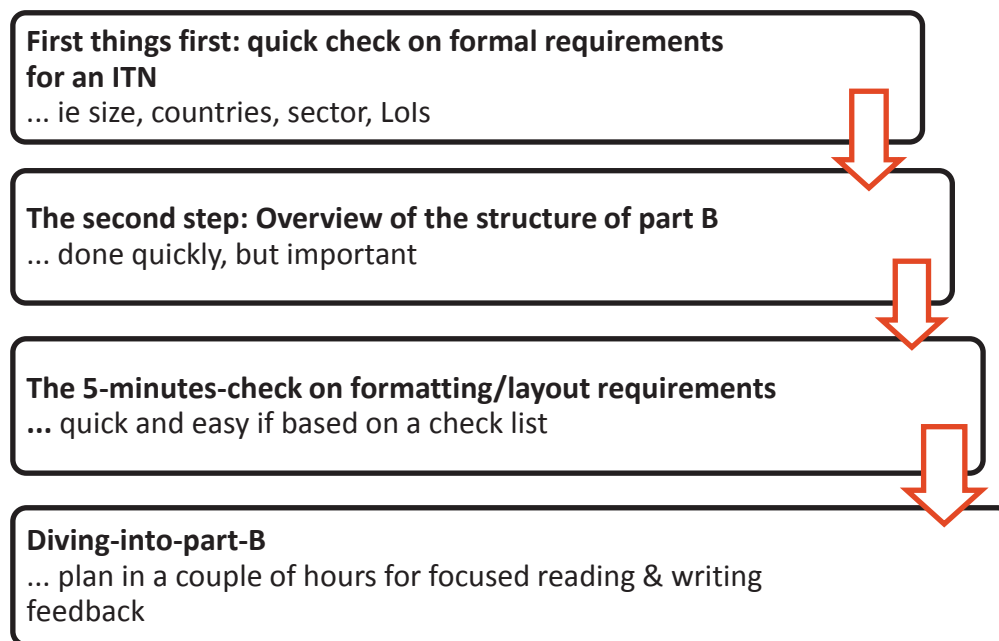 First things first: quick check on formal requirements
for an ITN
... ie size, countries, sector, LoIs
The second step: Overview of the structure of part B
... done quickly, but important
The 5-minutes-check on formatting/layout requirements
... quick and easy if based on a check list
Diving-into-part-B
... plan in a couple of hours for focused reading & writing
feedback